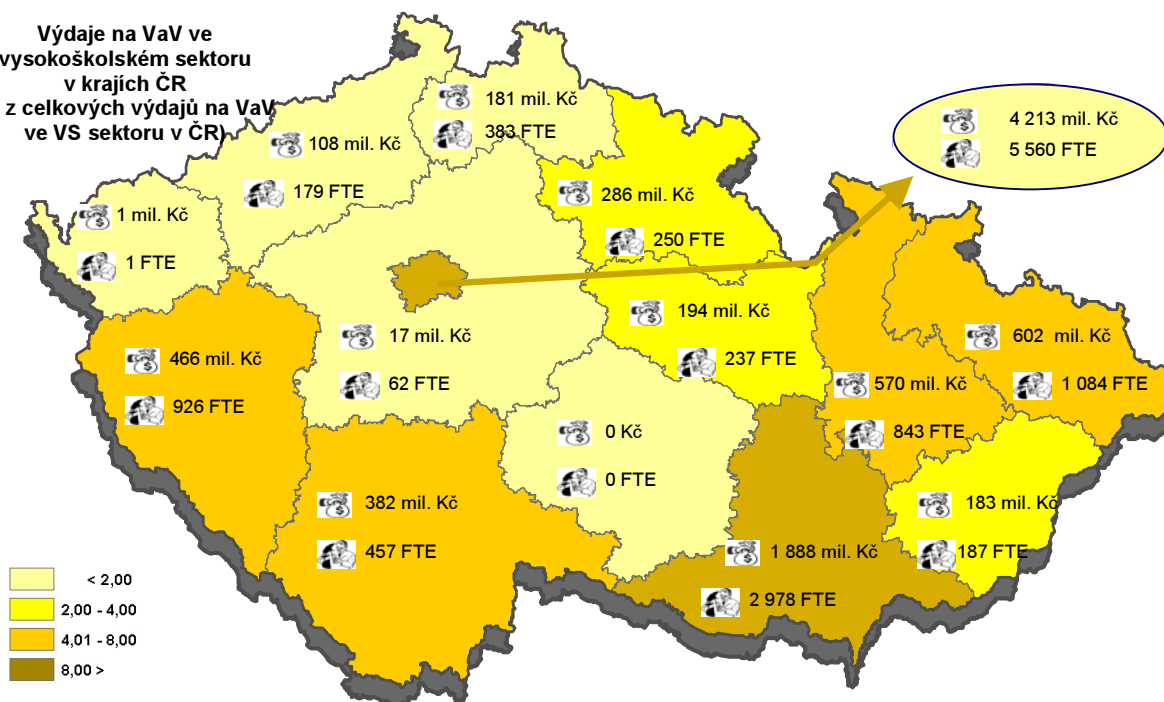 Výdaje na VaV ve
vysokoškolském sektoru
v krajích ČR
z celkových výdajů na VaV
ve VS sektoru v ČR)
181 mil. Kč
383 FTE
4 213 mil. Kč
5 560 FTE
108 mil. Kč
179 FTE
286 mil. Kč
250 FTE
1 mil. Kč
1 FTE
194 mil. Kč
237 FTE
17 mil. Kč
62 FTE
602 mil. Kč
1 084 FTE
466 mil. Kč
926 FTE
570 mil. Kč
843 FTE
0 Kč
0 FTE
382 mil. Kč
457 FTE
183 mil. Kč
187 FTE
1 888 mil. Kč
2 978 FTE
< 2,00
2,00 - 4,00
4,01 - 8,00
8,00 >